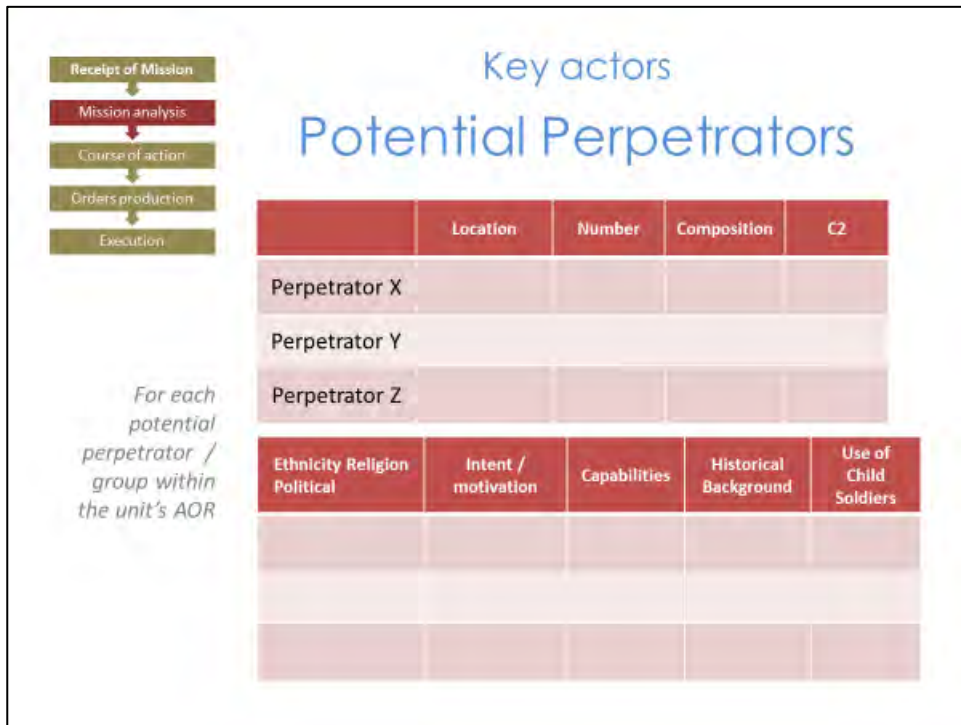 Receipt of Mission
Mission analysis
Course of action
Orders production
Execution
Key actors
Potential Perpetrators
Location Number Composition C2
Perpetrator X
Perpetrator Y
Perpetrator Z
For each
potential
perpetrator /
group within
the unit's AOR
Ethnicity Religion
Political
Intent /
motivation
Capabilities
Historical
Background
Use of
Child
Soldiers